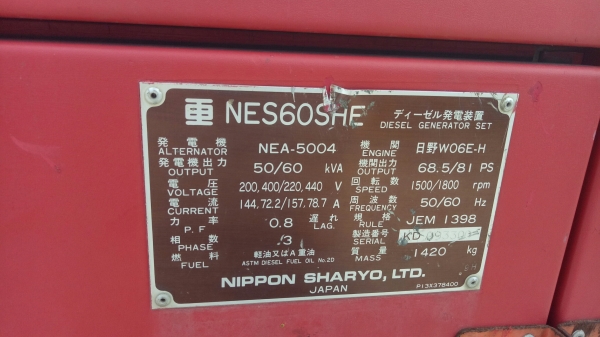 車 NES60SHE ディーゼル発電装置
DIESEL GENERATOR SET
発電機 ALTERNATOR NEA-5004 機関 ENGINE 日野W06E-H
発電機出力 OUTPUT 50/60 kVA 機関出力 OUTPUT 68.5/81 PS
電圧 VOLTAGE 200,400/220,440 V 回転数 SPEED 1500/1800 rpm
電流 CURRENT 144,72.2/157,78.7 A 周波数 FREQUENCY 50/60 Hz
力率 P.F 0.8 遅れ LAG. 規格 RULE JEM 1398
相数 PHASE 3 製造番号 SERIAL
燃料 FUEL 軽油又はA重油 ASTM DIESEL FUEL OIL No.2D 質量 MASS 1420 kg
NIPPON SHARYO, LTD.
JAPAN P13X378400